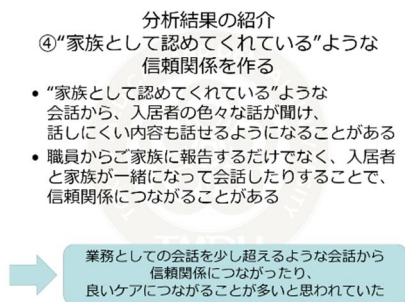 分析結果の紹介
④“家族として認めてくれている”ような
信頼関係を作る
• “家族として認めてくれている”ような
会話から、入居者の色々な話が聞け、
話しにくい内容も話せるようになることがある
• 職員からご家族に報告するだけでなく、入居者
と家族が一緒になって会話したりすることで、
信頼関係につながることがある
業務としての会話を少し超えるような会話から
信頼関係につながったり、
良いケアにつながることが多いと思われていた